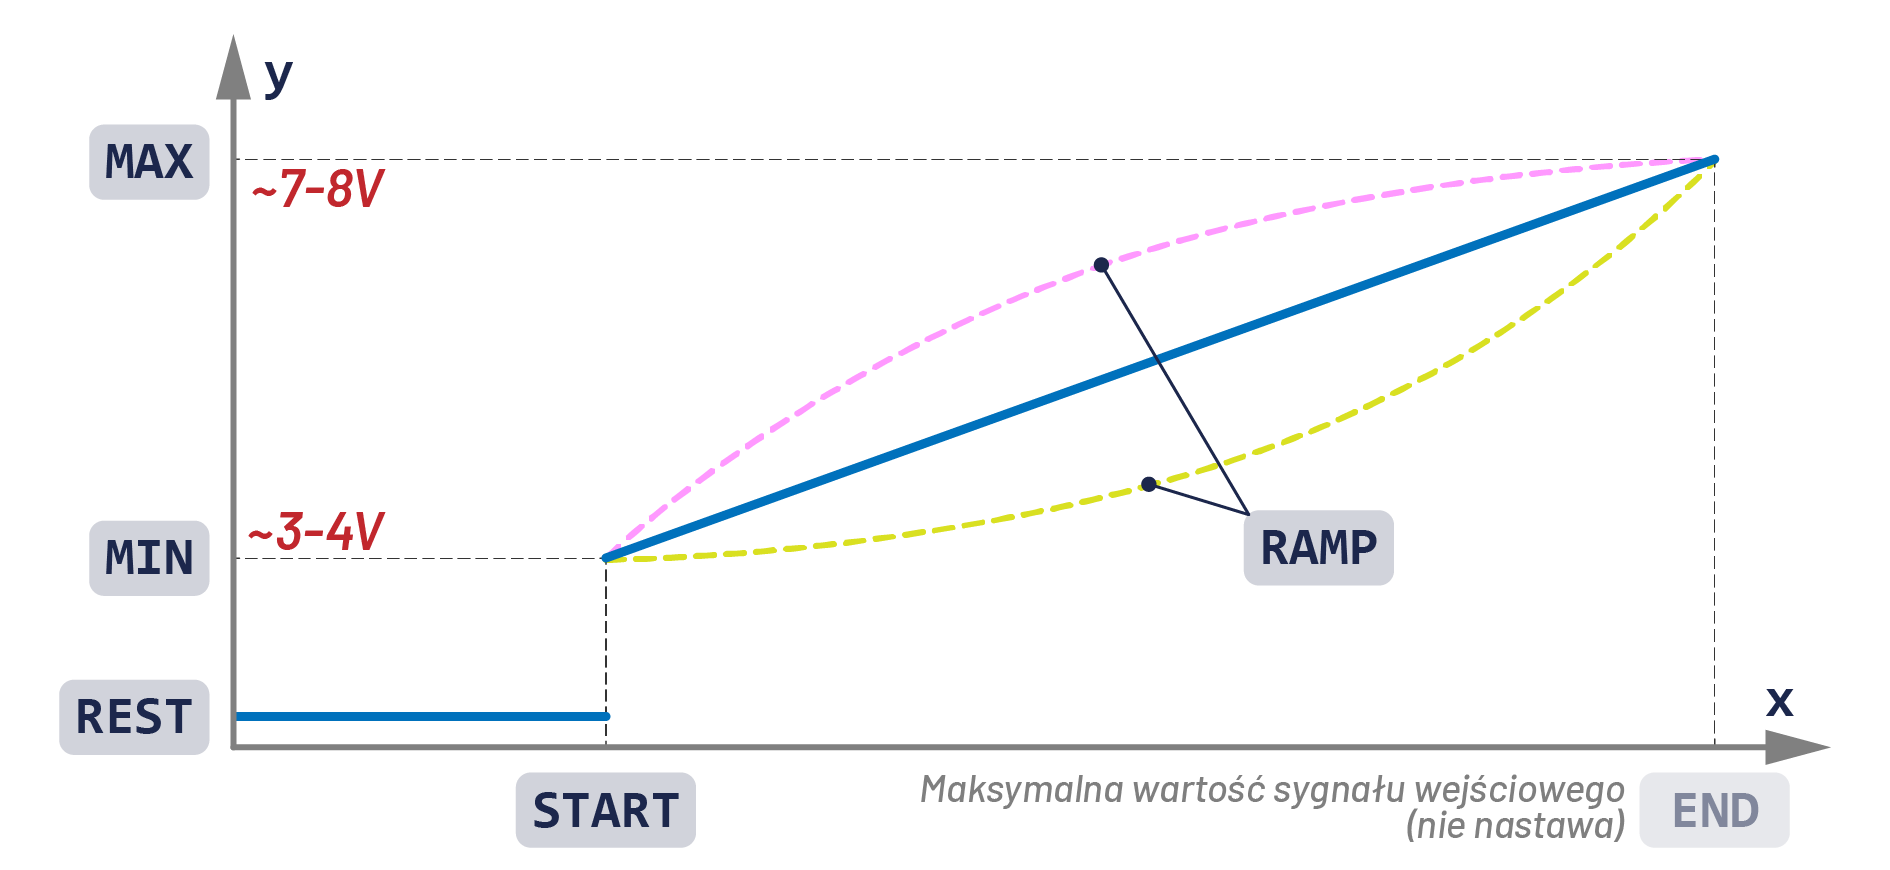 y
MAX
~7-8V
~3-4V
MIN
RAMP
REST
x
START
Maksymalna wartość sygnału wejściowego
(nie nastawa)
END